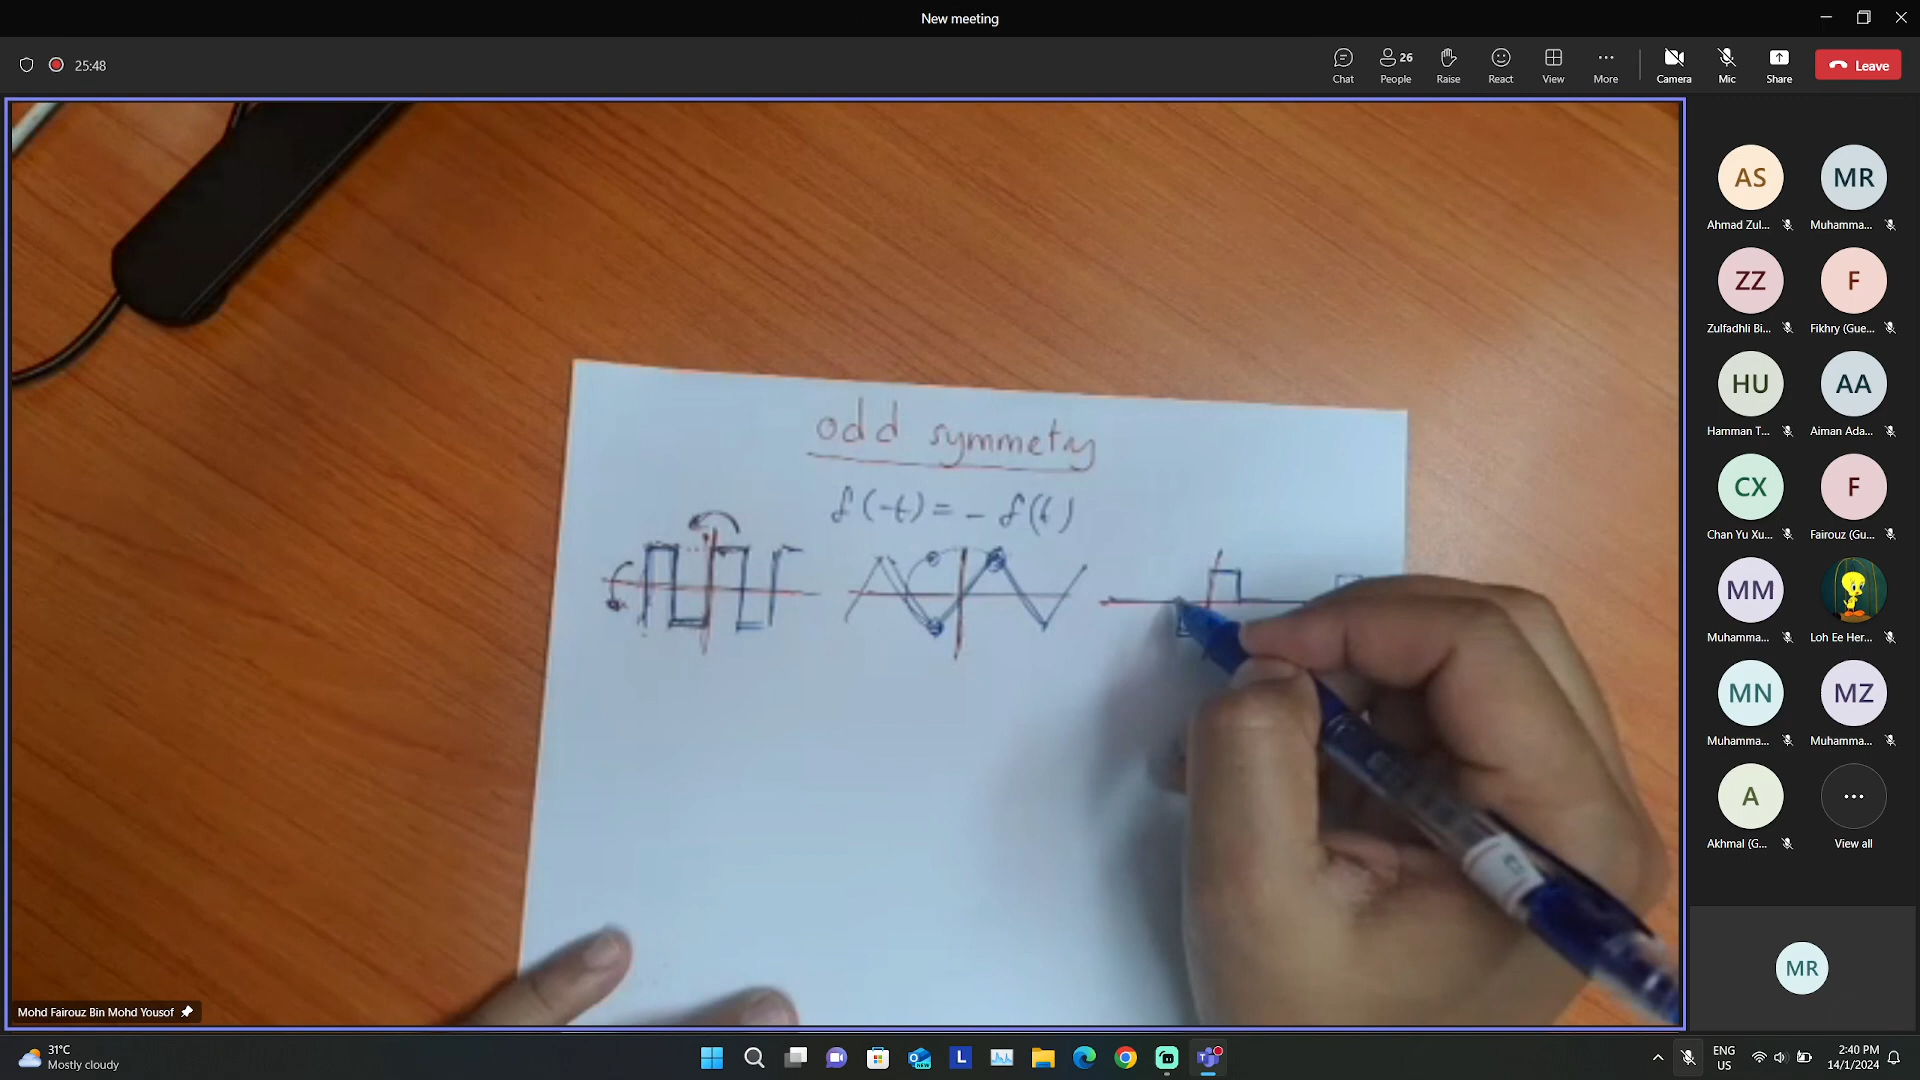 New meeting
25:48
Chat
People
26
Raise
React
View
More
Camera
Mic
Share
Leave
odd symmety
f(-t) = - f(t)
AS
Ahmad Zul...
MR
Muhamma...
ZZ
Zulfadhli Bi...
F
Fikhry (Gue...
HU
Hamman T...
AA
Aiman Ada...
CX
Chan Yu Xu...
F
Fairouz (Gu...
MM
Muhamma...
Loh Ee Her...
MN
Muhamma...
MZ
Muhamma...
A
Akhmal (G...
View all
MR
Mohd Fairouz Bin Mohd Yousof
31°C
Mostly cloudy
NEW
L
ENG
US
2:40 PM
14/1/2024